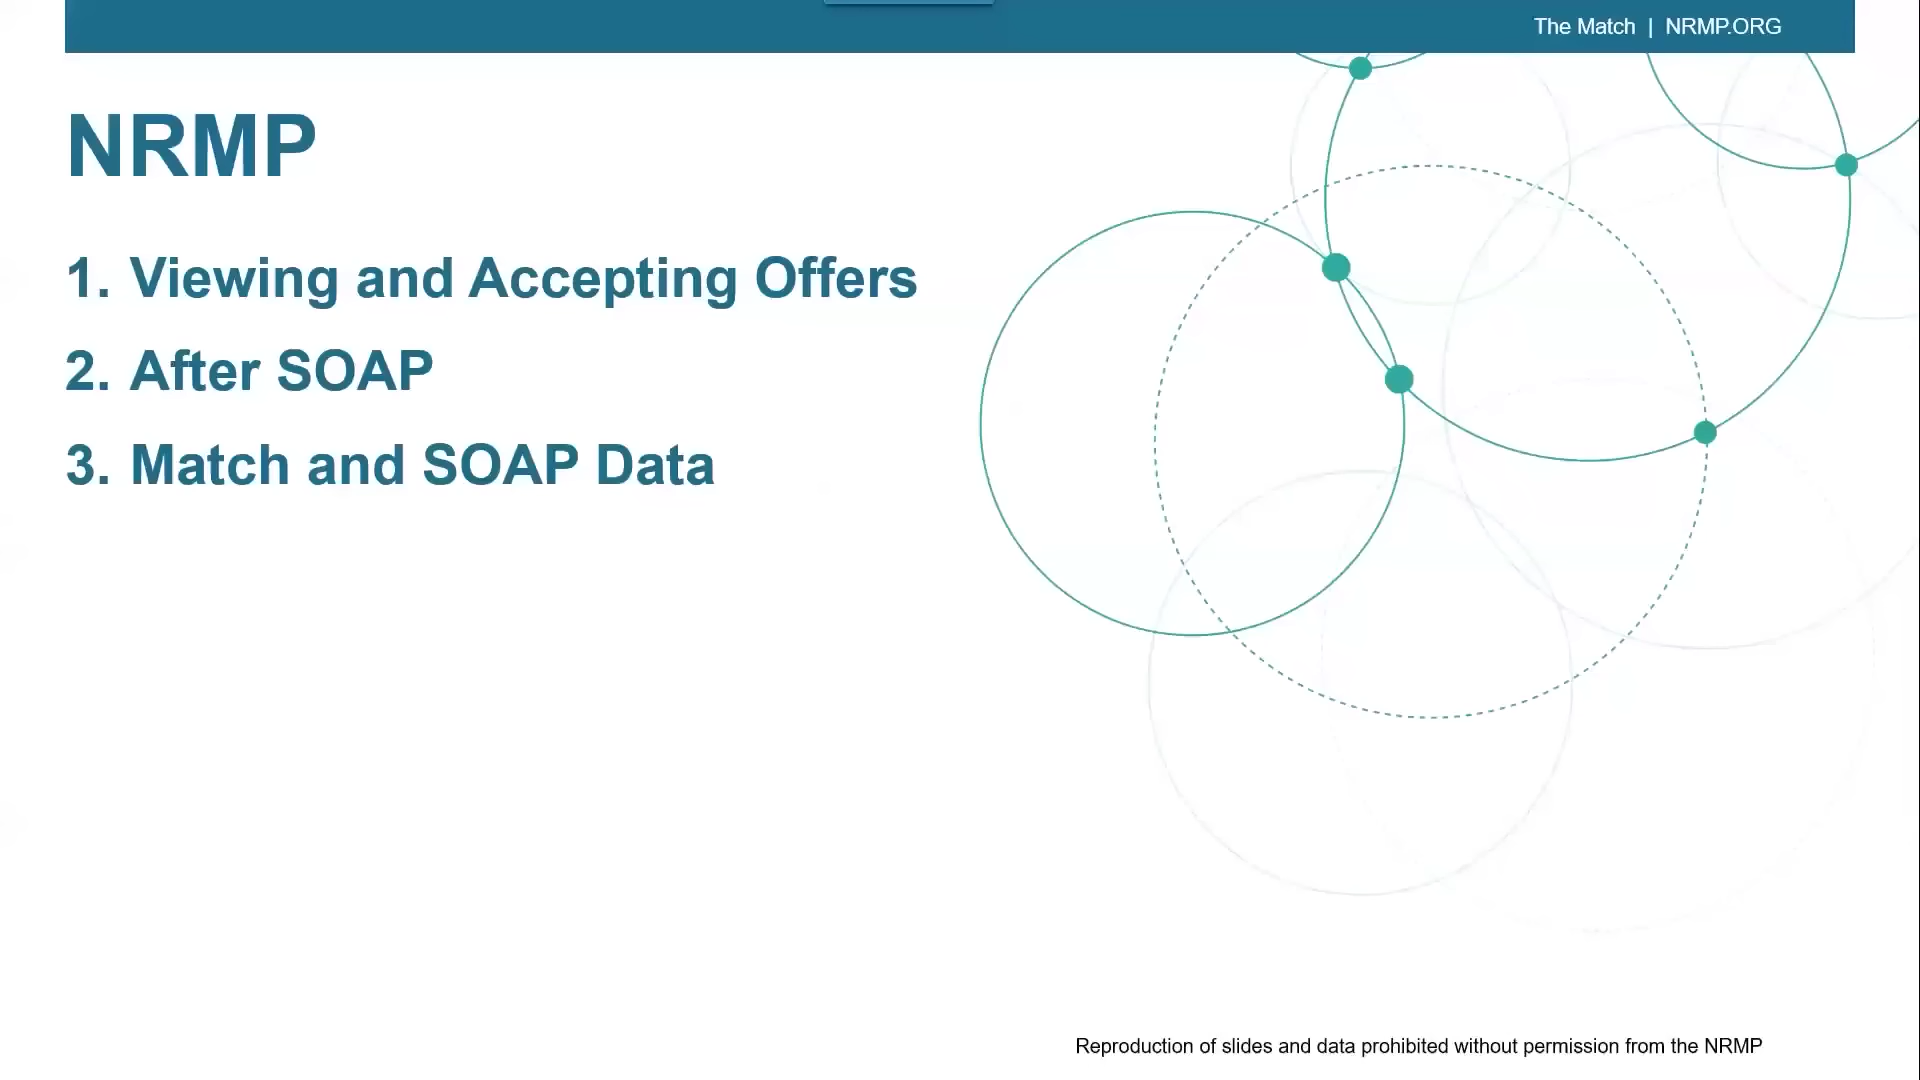 The Match | NRMP.ORG
NRMP
1. Viewing and Accepting Offers
2. After SOAP
3. Match and SOAP Data
Reproduction of slides and data prohibited without permission from the NRMP